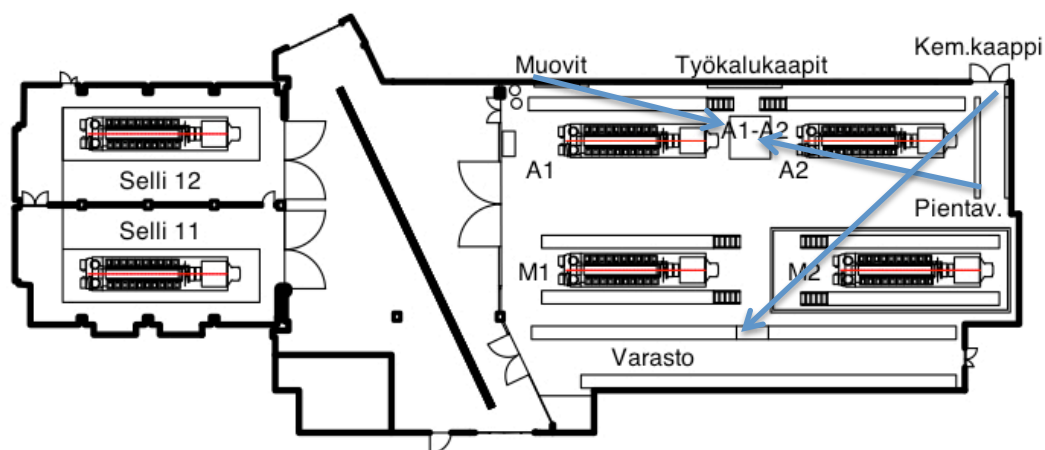 Kem.kaappi
Muovit
Työkalukaapit
A1-A2
A1
A2
Selli 12
Pientav.
Selli 11
M1
M2
Varasto